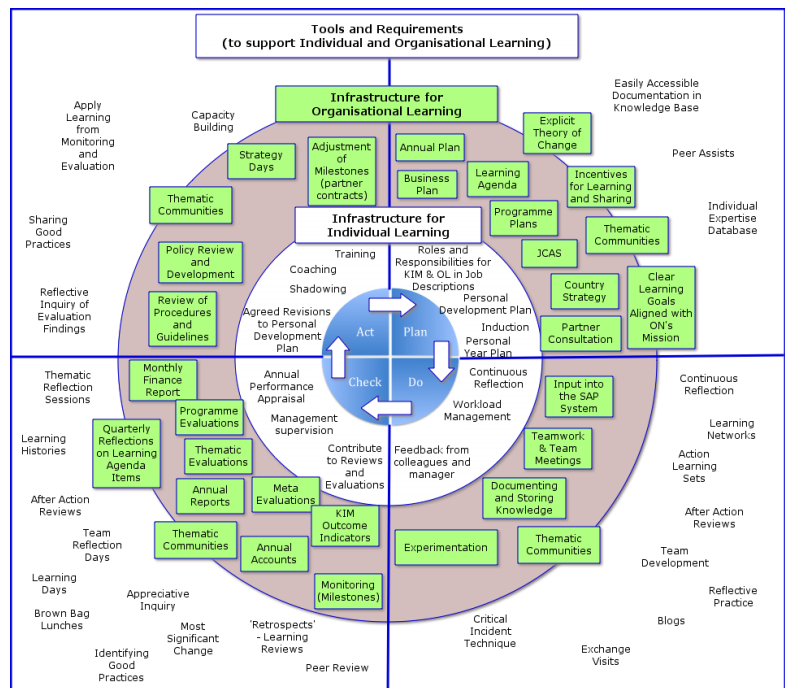 Tools and Requirements
(to support Individual and Organisational Learning)
Infrastructure for
Organisational Learning
Infrastructure for
Individual Learning
Apply
Learning
from
Monitoring
and
Evaluation
Capacity
Building
Sharing
Good
Practices
Reflective
Inquiry of
Evaluation
Findings
Strategy
Days
Adjustment
of
Milestones
(partner
contracts)
Thematic
Communities
Policy Review
and
Development
Review of
Procedures
and
Guidelines
Training
Coaching
Shadowing
Agreed Revisions
to Personal
Development
Plan
Act
Easily Accessible
Documentation in
Knowledge Base
Peer Assists
Individual
Expertise
Database
Annual Plan
Business
Plan
Learning
Agenda
Explicit
Theory of
Change
Incentives
for Learning
and Sharing
Programme
Plans
Thematic
Communities
JCAS
Country
Strategy
Clear
Learning
Goals
Aligned with
ON's
Mission
Partner
Consultation
Roles and
Responsibilities for
KIM & OL in Job
Descriptions
Personal
Development Plan
Induction
Personal
Year Plan
Plan
Check
Annual
Performance
Appraisal
Management
supervision
Contribute
to Reviews
and
Evaluations
Monthly
Finance
Report
Programme
Evaluations
Quarterly
Reflections
on Learning
Agenda
Items
Thematic
Evaluations
Annual
Reports
Meta
Evaluations
Thematic
Communities
Annual
Accounts
KIM
Outcome
Indicators
Monitoring
(Milestones)
Thematic
Reflection
Sessions
Learning
Histories
After Action
Reviews
Team
Reflection
Days
Learning
Days
Brown Bag
Lunches
Appreciative
Inquiry
Identifying
Good
Practices
Most
Significant
Change
'Retrospects'
- Learning
Reviews
Peer Review
Do
Continuous
Reflection
Workload
Management
Feedback from
colleagues and
manager
Input into
the SAP
System
Teamwork
& Team
Meetings
Documenting
and Storing
Knowledge
Experimentation
Thematic
Communities
Continuous
Reflection
Learning
Networks
Action
Learning
Sets
After Action
Reviews
Team
Development
Reflective
Practice
Blogs
Critical
Incident
Technique
Exchange
Visits